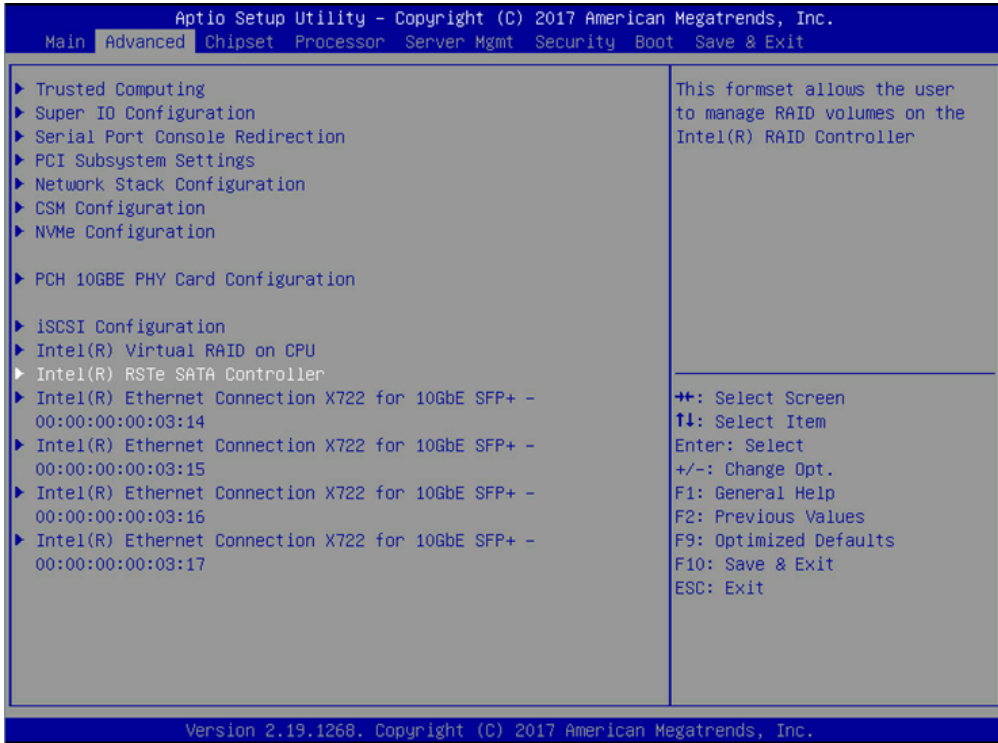 Aptio Setup Utility – Copyright (C) 2017 American Megatrends, Inc.
Main Advanced Chipset Processor Server Mgmt Security Boot Save & Exit
Trusted Computing
Super IO Configuration
Serial Port Console Redirection
PCI Subsystem Settings
Network Stack Configuration
CSM Configuration
NVMe Configuration
PCH 10GBE PHY Card Configuration
iSCSI Configuration
Intel(R) Virtual RAID on CPU
Intel(R) RSTe SATA Controller
Intel(R) Ethernet Connection X722 for 10GbE SFP+ –
00:00:00:00:03:14
Intel(R) Ethernet Connection X722 for 10GbE SFP+ –
00:00:00:00:03:15
Intel(R) Ethernet Connection X722 for 10GbE SFP+ –
00:00:00:00:03:16
Intel(R) Ethernet Connection X722 for 10GbE SFP+ –
00:00:00:00:03:17
This formset allows the user
to manage RAID volumes on the
Intel(R) RAID Controller
→←: Select Screen
↑↓: Select Item
Enter: Select
+/-: Change Opt.
F1: General Help
F2: Previous Values
F9: Optimized Defaults
F10: Save & Exit
ESC: Exit
Version 2.19.1268. Copyright (C) 2017 American Megatrends, Inc.